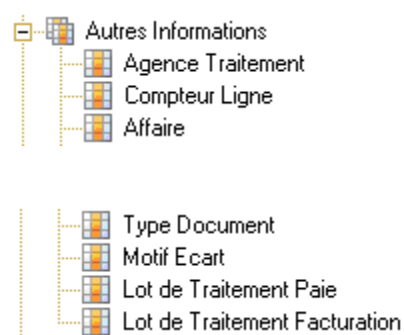 Autres Informations
Agence Traitement
Compteur Ligne
Affaire
Type Document
Motif Ecart
Lot de Traitement Paie
Lot de Traitement Facturation